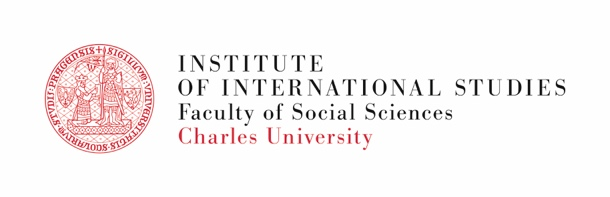 INSTITUTE
OF INTERNATIONAL STUDIES
Faculty of Social Sciences
Charles University